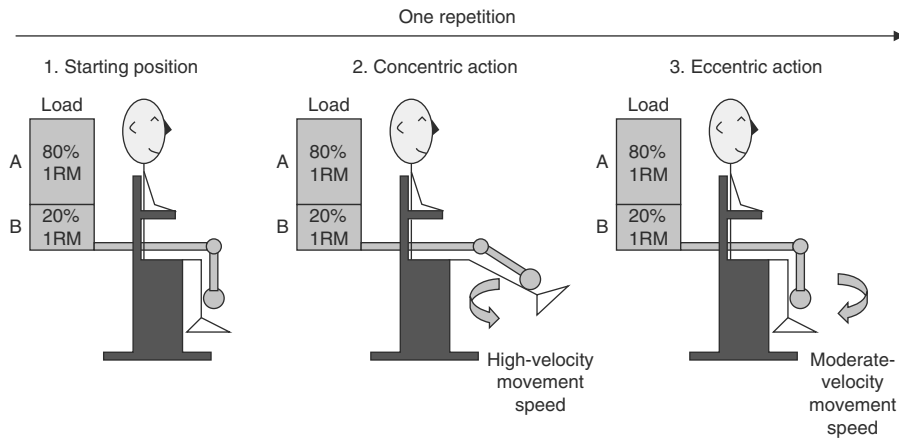 One repetition
1. Starting position
2. Concentric action
3. Eccentric action
Load
A
80%
1RM
B
20%
1RM
Load
A
80%
1RM
B
20%
1RM
High-velocity
movement
speed
Load
A
80%
1RM
B
20%
1RM
Moderate-
velocity
movement
speed